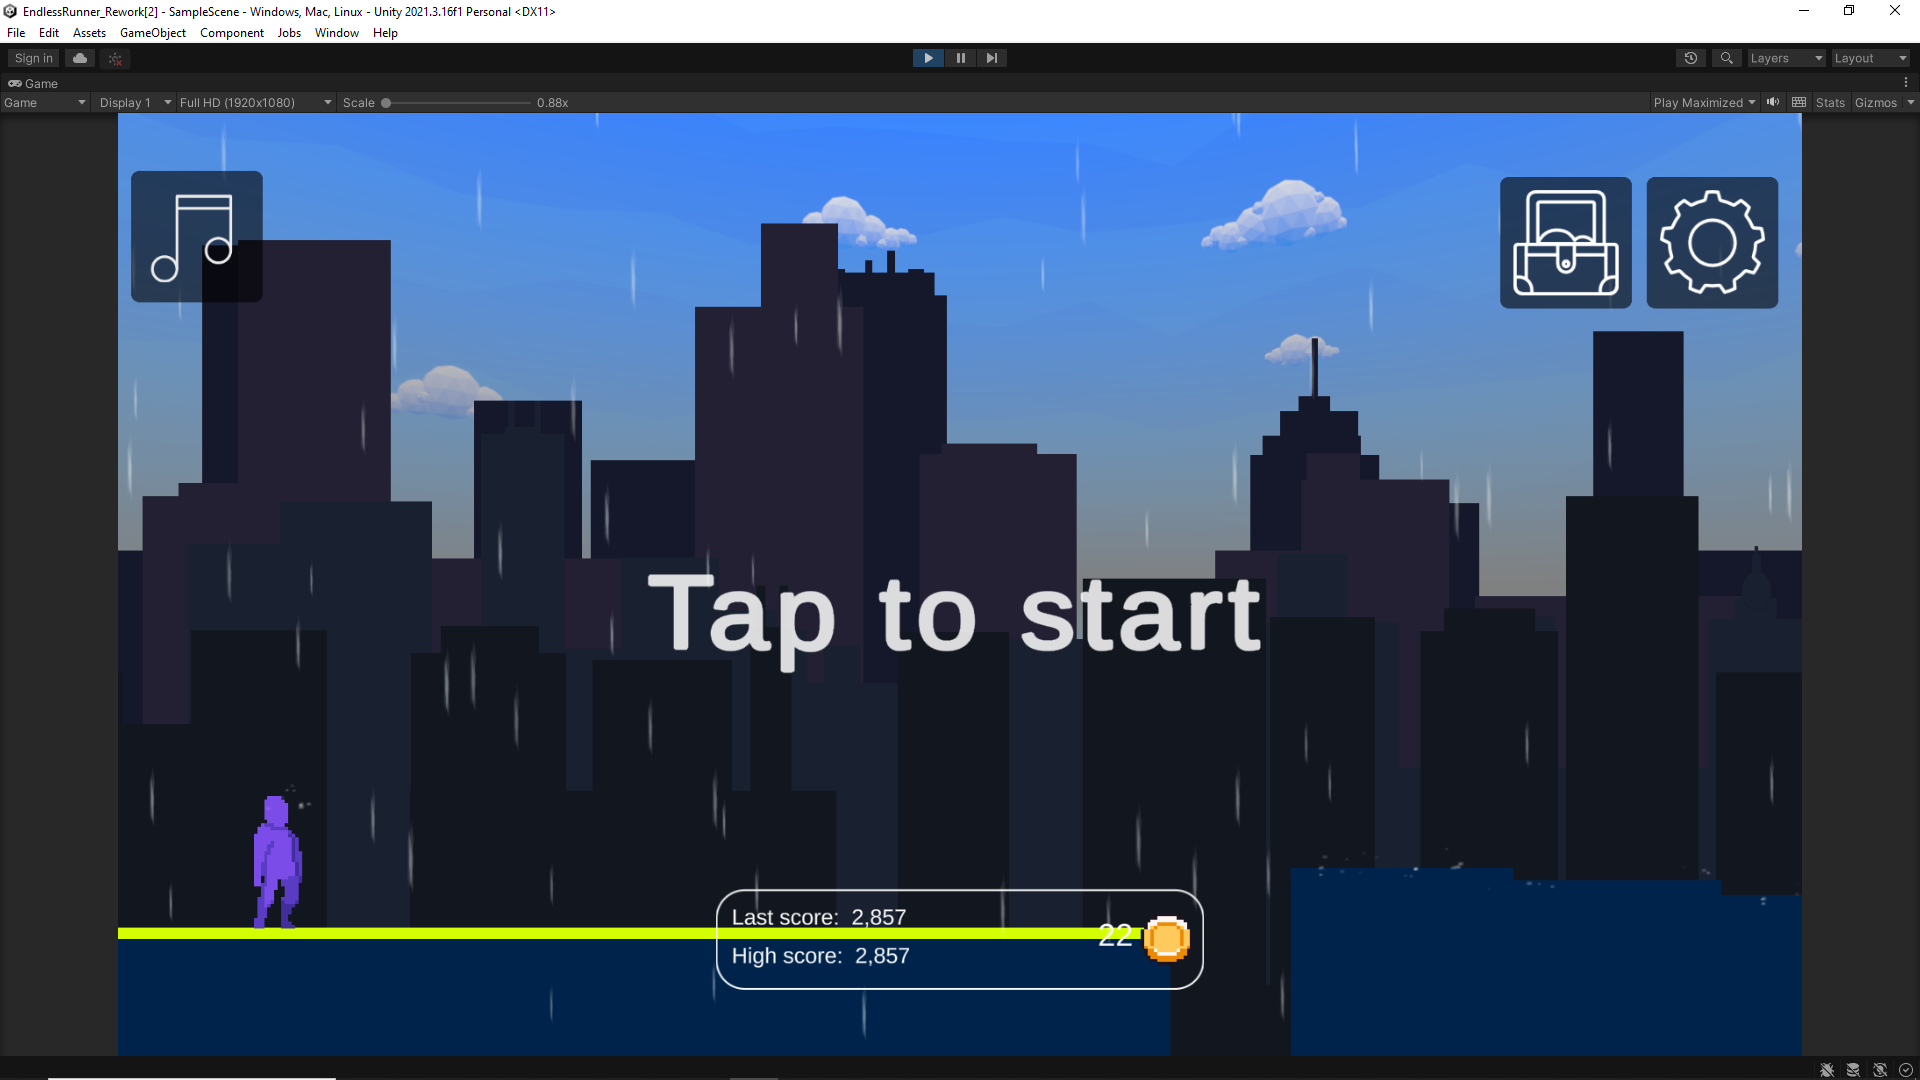 EndlessRunner_Rework[2] - SampleScene - Windows, Mac, Linux - Unity 2021.3.16f1 Personal <DX11>
File Edit Assets GameObject Component Jobs Window Help
Sign in Layers Layout
Game
Game Display 1 Full HD (1920x1080) Scale 0.88x Play Maximized Stats Gizmos
Tap to start
Last score: 2,857
22
High score: 2,857